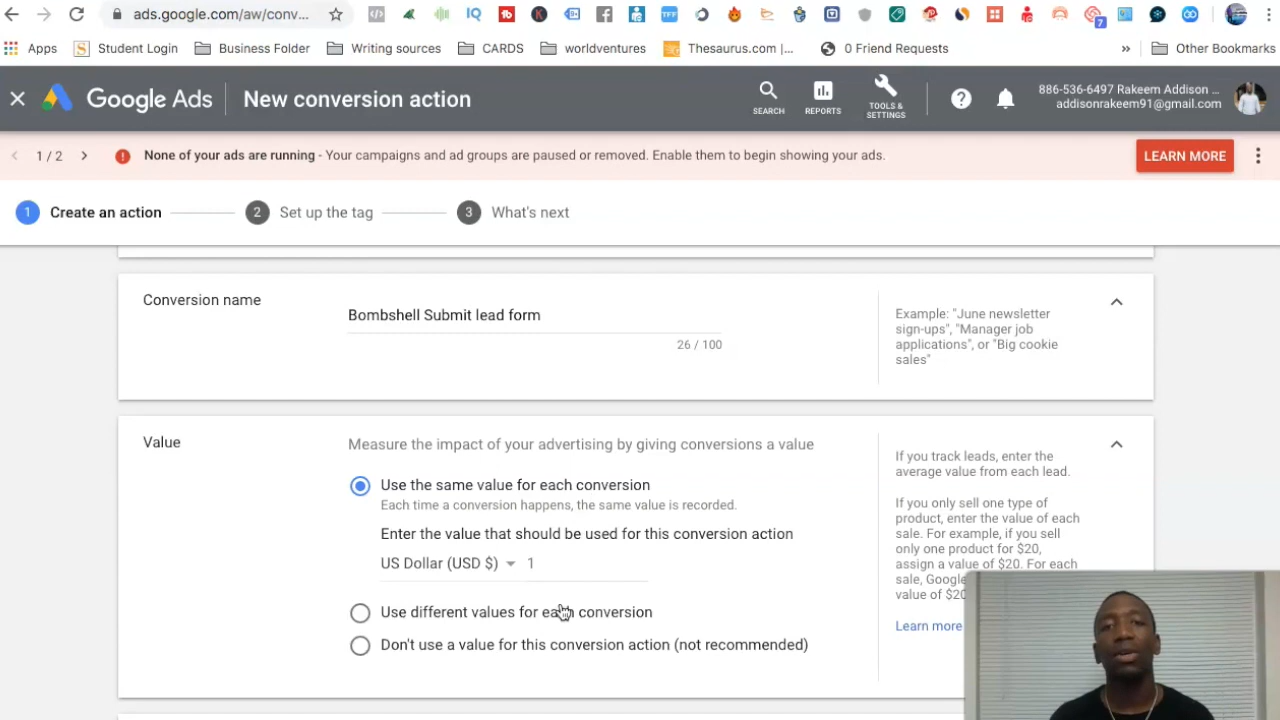 ads.google.com/aw/conv...
Apps
Student Login
Business Folder
Writing sources
CARDS
worldventures
Thesaurus.com |...
0 Friend Requests
»
Other Bookmarks
Google Ads
New conversion action
SEARCH
REPORTS
TOOLS &
SETTINGS
886-536-6497 Rakeem Addison ...
addisonrakeem91@gmail.com
1 / 2
None of your ads are running - Your campaigns and ad groups are paused or removed. Enable them to begin showing your ads.
LEARN MORE
1 Create an action
2 Set up the tag
3 What's next
Conversion name
Bombshell Submit lead form
26 / 100
Example: "June newsletter
sign-ups", "Manager job
applications", or "Big cookie
sales"
Value
Measure the impact of your advertising by giving conversions a value
Use the same value for each conversion
Each time a conversion happens, the same value is recorded.
Enter the value that should be used for this conversion action
US Dollar (USD $) 1
Use different values for each conversion
Don't use a value for this conversion action (not recommended)
If you track leads, enter the
average value from each lead.
If you only sell one type of
product, enter the value of each
sale. For example, if you sell
only one product for $20,
assign a value of $20. For each
sale, Google
value of $20
Learn more